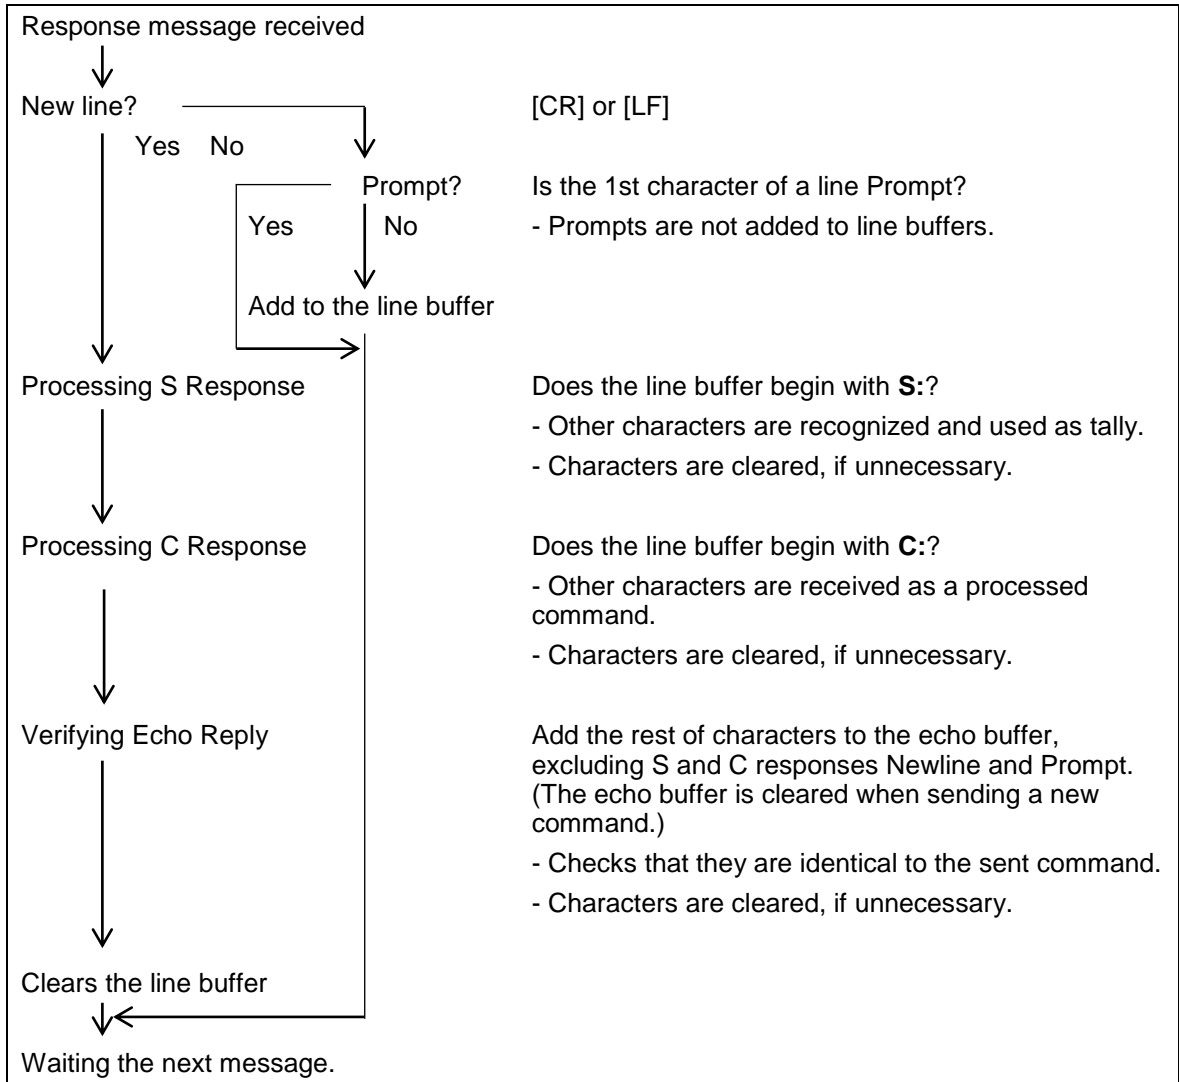 Response message received
New line?
[CR] or [LF]
Yes No
Prompt?
Is the 1st character of a line Prompt?
Yes No
- Prompts are not added to line buffers.
Add to the line buffer
Processing S Response
Does the line buffer begin with S:?
- Other characters are recognized and used as tally.
- Characters are cleared, if unnecessary.
Processing C Response
Does the line buffer begin with C:?
- Other characters are received as a processed
command.
- Characters are cleared, if unnecessary.
Verifying Echo Reply
Add the rest of characters to the echo buffer,
excluding S and C responses Newline and Prompt.
(The echo buffer is cleared when sending a new
command.)
- Checks that they are identical to the sent command.
- Characters are cleared, if unnecessary.
Clears the line buffer
Waiting the next message.